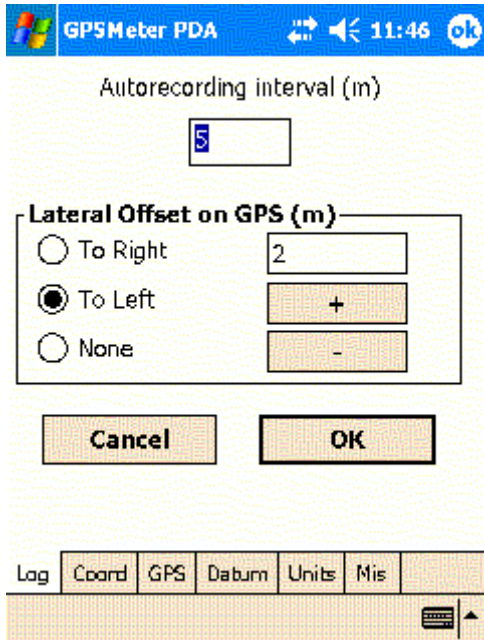 GPSMeter PDA 11:46 ok
Autorecording interval (m)
5
Lateral Offset on GPS (m)
To Right 2
To Left +
None -
Cancel OK
Log Coord GPS Datum Units Mis